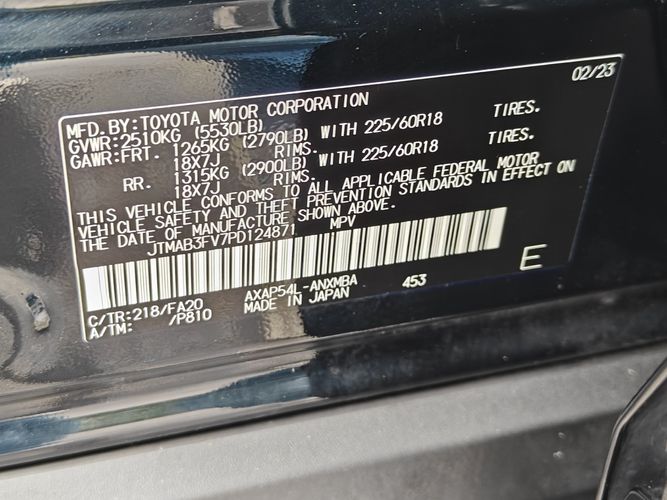 02/23
MFD. BY: TOYOTA MOTOR CORPORATION
GVWR: 2510KG (5530LB)
GAWR: FRT. 1265KG (2790LB) WITH 225/60R18 TIRES.
18X7J RIMS.
RR. 1315KG (2900LB) WITH 225/60R18 TIRES.
18X7J RIMS.
THIS VEHICLE CONFORMS TO ALL APPLICABLE FEDERAL MOTOR
VEHICLE SAFETY AND THEFT PREVENTION STANDARDS IN EFFECT ON
THE DATE OF MANUFACTURE SHOWN ABOVE.
JTMAB3FV7PD124871 MPV
C/TR: 218/FA20 AXAP54L-ANXMBA 453 E
A/TM: /P810 MADE IN JAPAN